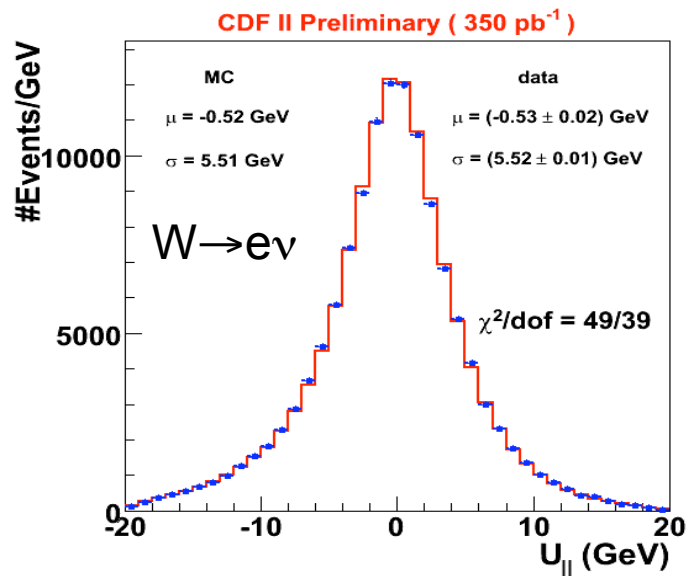 CDF II Preliminary ( 350 pb⁻¹ )
#Events/GeV
MC
μ = -0.52 GeV
σ = 5.51 GeV
data
μ = (-0.53 ± 0.02) GeV
σ = (5.52 ± 0.01) GeV
W→eν
χ²/dof = 49/39
10000
5000
0
-20
-10
0
10
20
U|| (GeV)